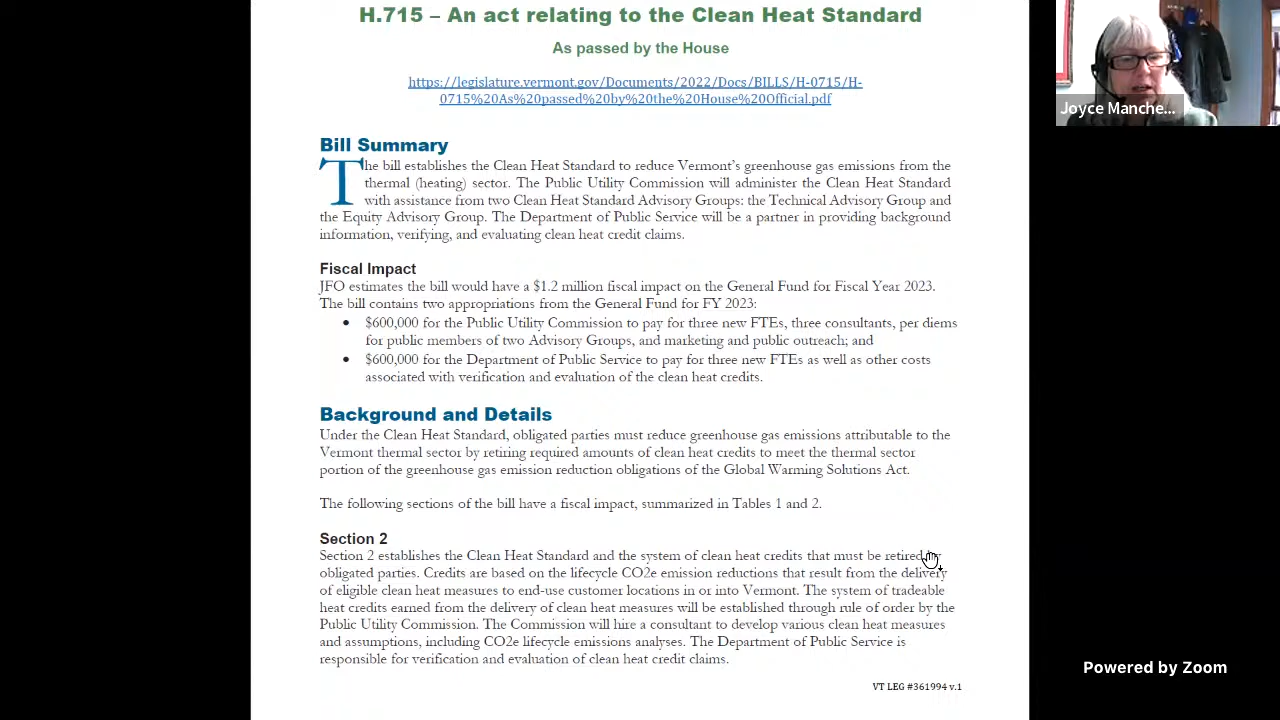 H.715 – An act relating to the Clean Heat Standard
As passed by the House
https://legislature.vermont.gov/Documents/2022/Docs/BILLS/H-0715/H-
0715%20As%20passed%20by%20the%20House%20Official.pdf
Bill Summary
The bill establishes the Clean Heat Standard to reduce Vermont's greenhouse gas emissions from the
thermal (heating) sector. The Public Utility Commission will administer the Clean Heat Standard
with assistance from two Clean Heat Standard Advisory Groups: the Technical Advisory Group and
the Equity Advisory Group. The Department of Public Service will be a partner in providing background
information, verifying, and evaluating clean heat credit claims.
Fiscal Impact
JFO estimates the bill would have a $1.2 million fiscal impact on the General Fund for Fiscal Year 2023.
The bill contains two appropriations from the General Fund for FY 2023:
• $600,000 for the Public Utility Commission to pay for three new FTEs, three consultants, per diems
for public members of two Advisory Groups, and marketing and public outreach; and
• $600,000 for the Department of Public Service to pay for three new FTEs as well as other costs
associated with verification and evaluation of the clean heat credits.
Background and Details
Under the Clean Heat Standard, obligated parties must reduce greenhouse gas emissions attributable to the
Vermont thermal sector by retiring required amounts of clean heat credits to meet the thermal sector
portion of the greenhouse gas emission reduction obligations of the Global Warming Solutions Act.
The following sections of the bill have a fiscal impact, summarized in Tables 1 and 2.
Section 2
Section 2 establishes the Clean Heat Standard and the system of clean heat credits that must be retired by
obligated parties. Credits are based on the lifecycle CO2e emission reductions that result from the delivery
of eligible clean heat measures to end-use customer locations in or into Vermont. The system of tradeable
heat credits earned from the delivery of clean heat measures will be established through rule of order by the
Public Utility Commission. The Commission will hire a consultant to develop various clean heat measures
and assumptions, including CO2e lifecycle emissions analyses. The Department of Public Service is
responsible for verification and evaluation of clean heat credit claims.
VT LEG #361994 v.1
Joyce Manche...
Powered by Zoom